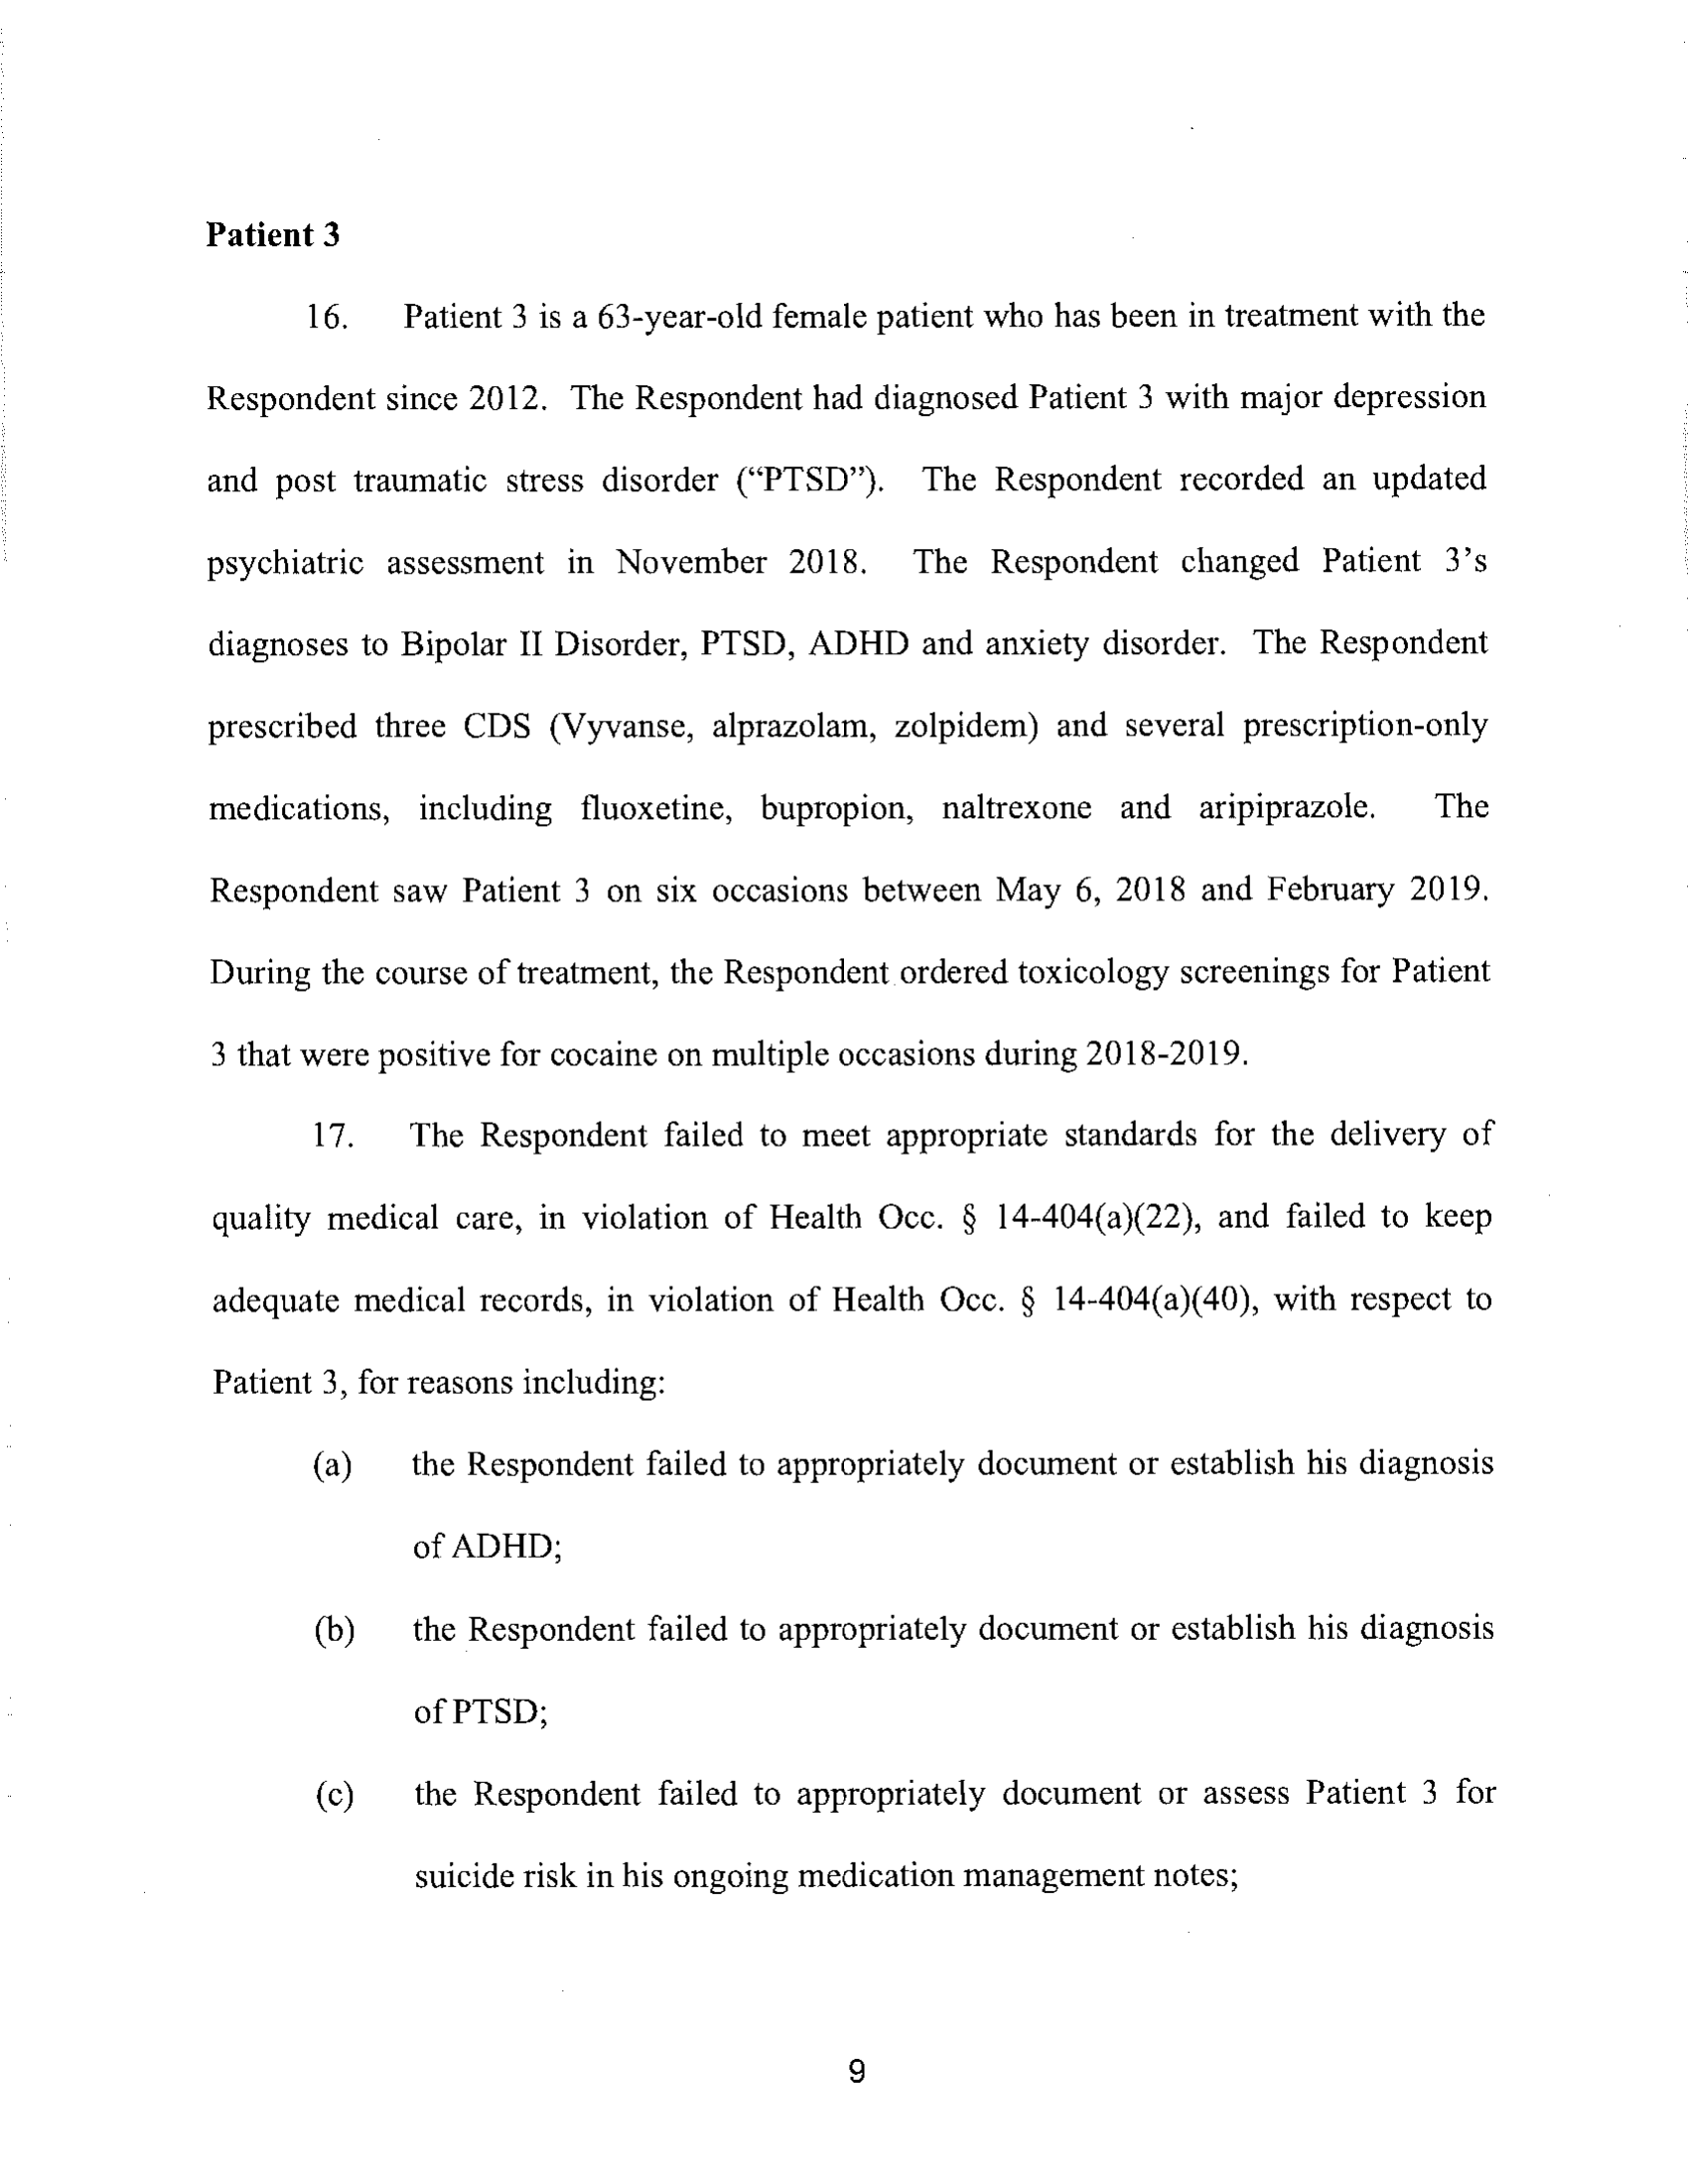 Patient 3
16. Patient 3 is a 63-year-old female patient who has been in treatment with the
Respondent since 2012. The Respondent had diagnosed Patient 3 with major depression
and post traumatic stress disorder (“PTSD”). The Respondent recorded an updated
psychiatric assessment in November 2018. The Respondent changed Patient 3’s
diagnoses to Bipolar II Disorder, PTSD, ADHD and anxiety disorder. The Respondent
prescribed three CDS (Vyvanse, alprazolam, zolpidem) and several prescription-only
medications, including fluoxetine, bupropion, naltrexone and aripiprazole. The
Respondent saw Patient 3 on six occasions between May 6, 2018 and February 2019.
During the course of treatment, the Respondent ordered toxicology screenings for Patient
3 that were positive for cocaine on multiple occasions during 2018-2019.
17. The Respondent failed to meet appropriate standards for the delivery of
quality medical care, in violation of Health Occ. § 14-404(a)(22), and failed to keep
adequate medical records, in violation of Health Occ. § 14-404(a)(40), with respect to
Patient 3, for reasons including:
(a) the Respondent failed to appropriately document or establish his diagnosis
of ADHD;
(b) the Respondent failed to appropriately document or establish his diagnosis
of PTSD;
(c) the Respondent failed to appropriately document or assess Patient 3 for
suicide risk in his ongoing medication management notes;
9